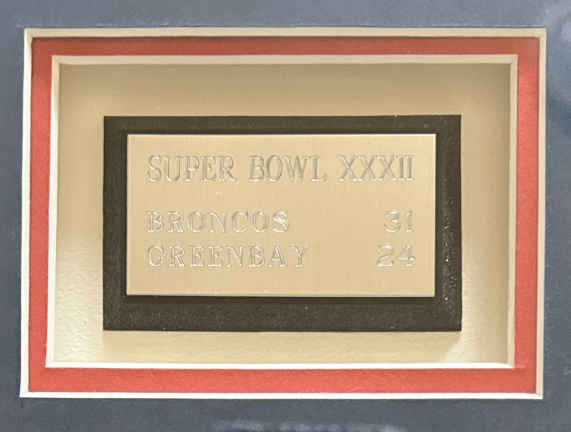 SUPER BOWL XXXII
BRONCOS 31
GREENBAY 24